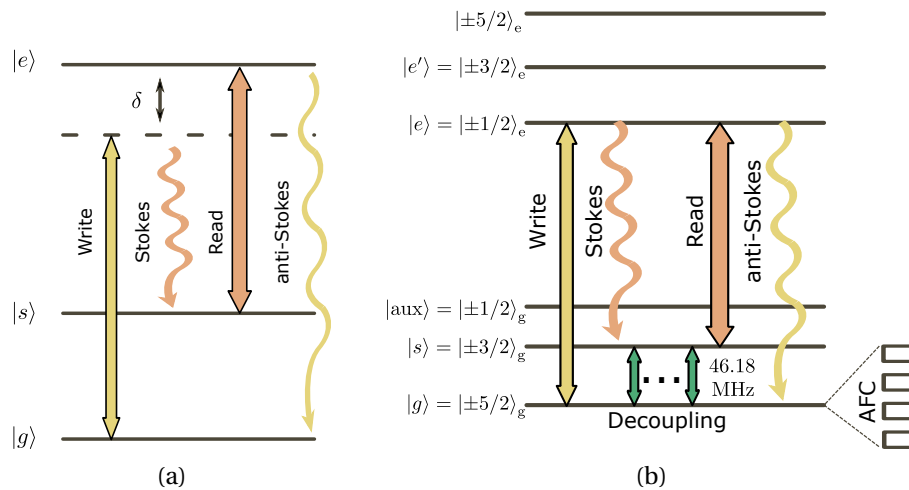 |e⟩
δ
Write
Stokes
Read
anti-Stokes
|s⟩
|g⟩
(a)
|±5/2⟩e
|e′⟩ = |±3/2⟩e
|e⟩ = |±1/2⟩e
Write
Stokes
Read
anti-Stokes
|aux⟩ = |±1/2⟩g
|s⟩ = |±3/2⟩g
46.18
MHz
|g⟩ = |±5/2⟩g
Decoupling
AFC
(b)